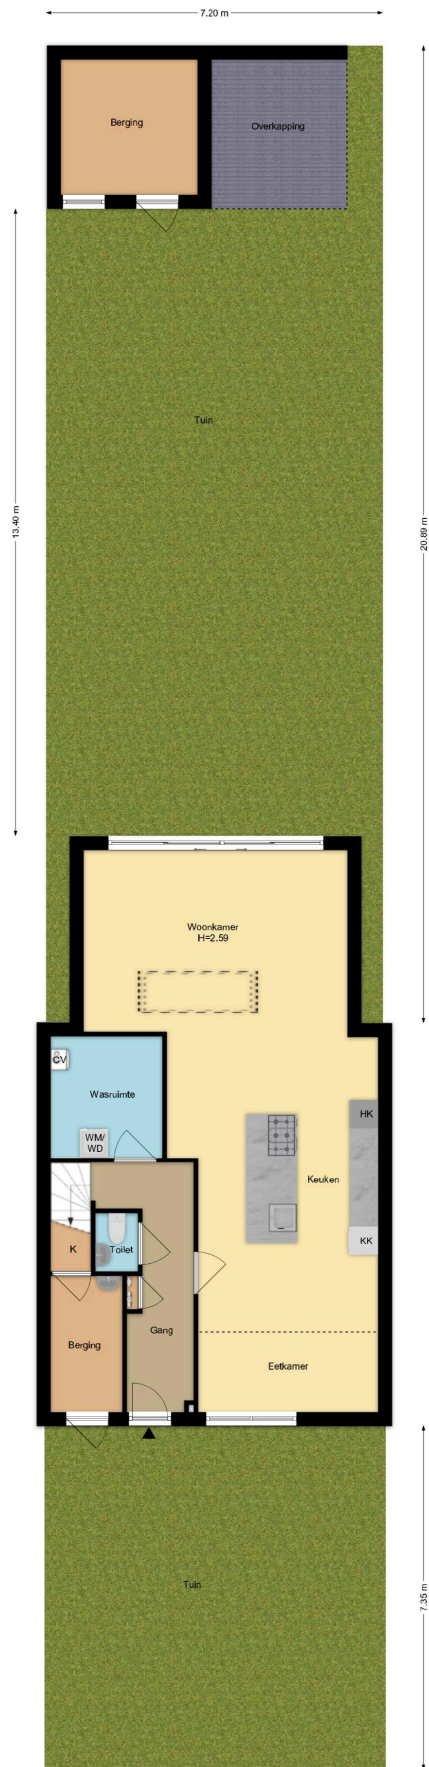 7.20 m
Berging
Overkapping
Tuin
13.40 m
20.89 m
Woonkamer
H=2.59
CV
Wasruimte
WM/
WD
HK
Keuken
KK
K
Toilet
Gang
Berging
Eetkamer
Tuin
7.35 m